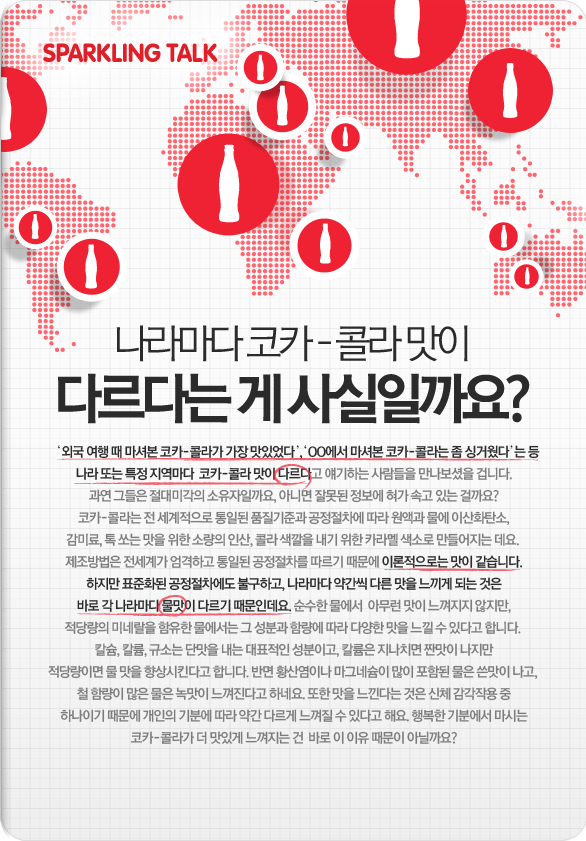 SPARKLING TALK
나라마다 코카-콜라 맛이
다르다는 게 사실일까요?
‘외국 여행 때 마셔본 코카-콜라가 가장 맛있었다’, ‘OO에서 마셔본 코카-콜라는 좀 싱거웠다’는 등
나라 또는 특정 지역마다 코카-콜라 맛이 다르다고 얘기하는 사람들을 만나보셨을 겁니다.
과연 그들은 절대미각의 소유자일까요, 아니면 잘못된 정보에 혀가 속고 있는 걸까요?
코카-콜라는 전 세계적으로 통일된 품질기준과 공정절차에 따라 원액과 물에 이산화탄소,
감미료, 톡 쏘는 맛을 위한 소량의 인산, 콜라 색깔을 내기 위한 카라멜 색소로 만들어지는 데요.
제조방법은 전세계가 엄격하고 통일된 공정절차를 따르기 때문에 이론적으로는 맛이 같습니다.
하지만 표준화된 공정절차에도 불구하고, 나라마다 약간씩 다른 맛을 느끼게 되는 것은
바로 각 나라마다 물맛이 다르기 때문인데요. 순수한 물에서 아무런 맛이 느껴지지 않지만,
적당량의 미네랄을 함유한 물에서는 그 성분과 함량에 따라 다양한 맛을 느낄 수 있다고 합니다.
칼슘, 칼륨, 규소는 단맛을 내는 대표적인 성분이고, 칼륨은 지나치면 짠맛이 나지만
적당량이면 물 맛을 향상시킨다고 합니다. 반면 황산염이나 마그네슘이 많이 포함된 물은 쓴맛이 나고,
철 함량이 많은 물은 녹맛이 느껴진다고 하네요. 또한 맛을 느낀다는 것은 신체 감각작용 중
하나이기 때문에 개인의 기분에 따라 약간 다르게 느껴질 수 있다고 해요. 행복한 기분에서 마시는
코카-콜라가 더 맛있게 느껴지는 건 바로 이 이유 때문이 아닐까요?